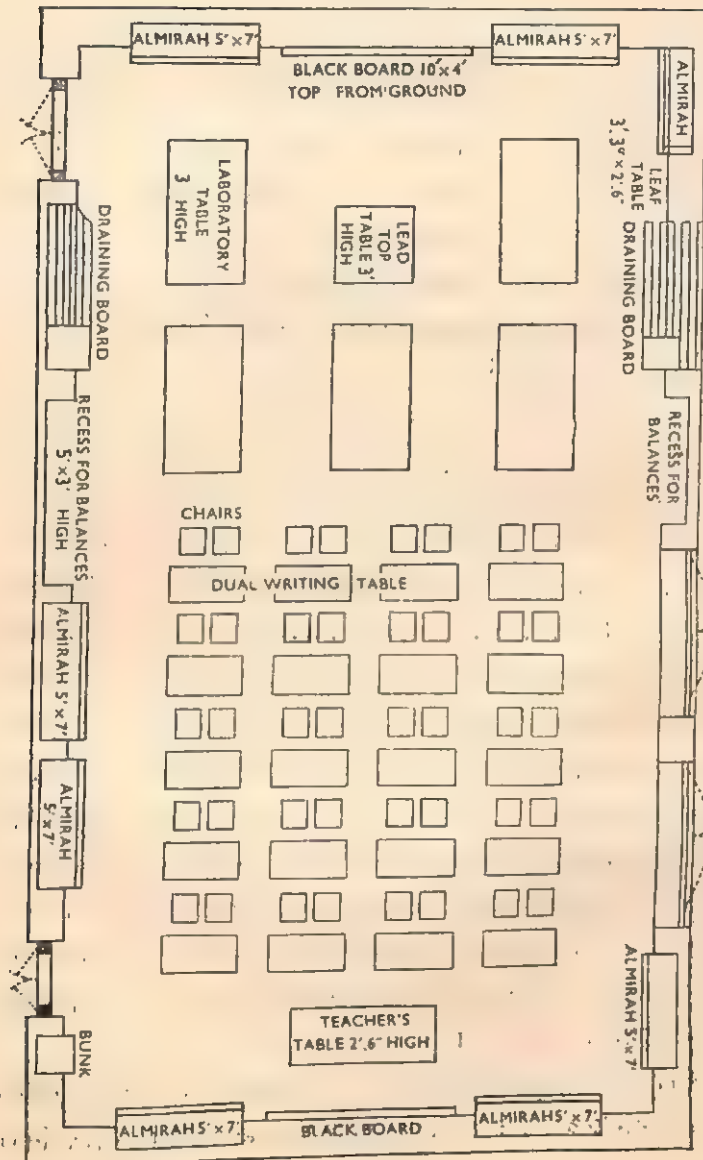 ALMIRAH 5'×7'
ALMIRAH 5'×7'
BLACK BOARD 10'×4'
TOP FROM GROUND
ALMIRAH
LEAF
TABLE
3'.3"×2'.6"
LABORATORY
TABLE
3 HIGH
LEAD
TOP
TABLE 3'
HIGH
DRAINING BOARD
DRAINING BOARD
RECESS FOR BALANCES
5'×3' HIGH
RECESS FOR
BALANCES
CHAIRS
DUAL WRITING TABLE
ALMIRAH 5'×7'
ALMIRAH
5'×7'
ALMIRAH 5'×7'
BUNK
TEACHER'S
TABLE 2'.6" HIGH
ALMIRAH 5'×7'
BLACK BOARD
ALMIRAH 5'×7'